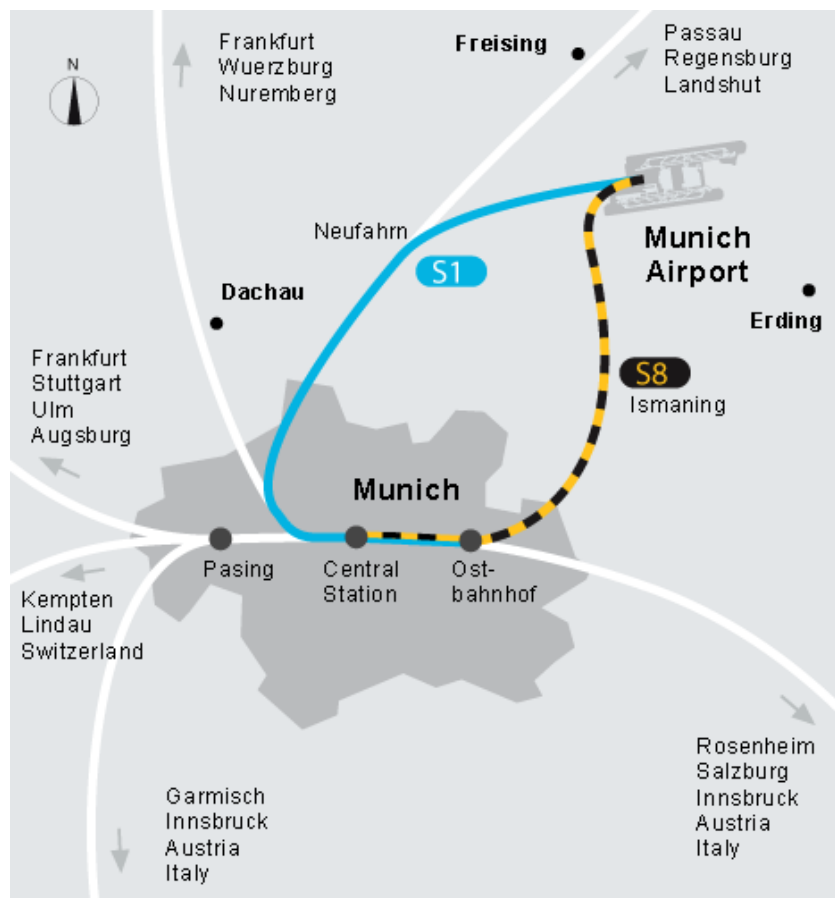 Frankfurt
Wuerzburg
Nuremberg
Freising
Passau
Regensburg
Landshut
N
Neufahrn
Munich
Airport
S1
Dachau
Erding
Frankfurt
Stuttgart
Ulm
Augsburg
S8
Ismaning
Munich
Pasing
Central
Station
Ost-
bahnhof
Kempten
Lindau
Switzerland
Rosenheim
Salzburg
Innsbruck
Austria
Italy
Garmisch
Innsbruck
Austria
Italy